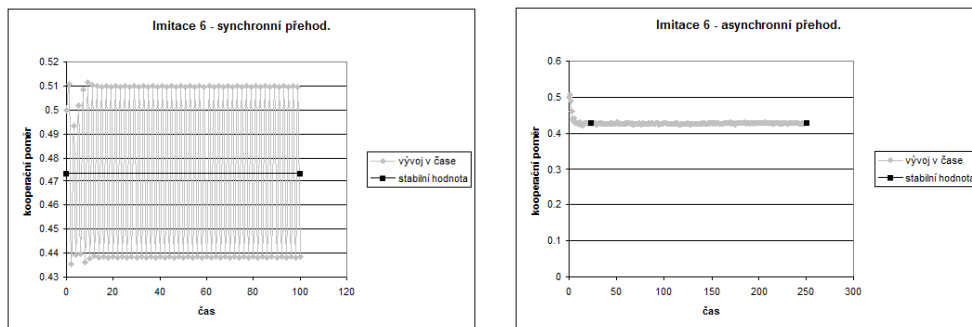 Imitace 6 - synchronní přehod.
0.52
0.51
0.5
0.49
0.48
0.47
0.46
0.45
0.44
0.43
kooperační poměr
0 20 40 60 80 100 120
čas
vývoj v čase
stabilní hodnota
Imitace 6 - asynchronní přehod.
0.6
0.5
0.4
0.3
0.2
0.1
0
kooperační poměr
0 50 100 150 200 250 300
čas
vývoj v čase
stabilní hodnota